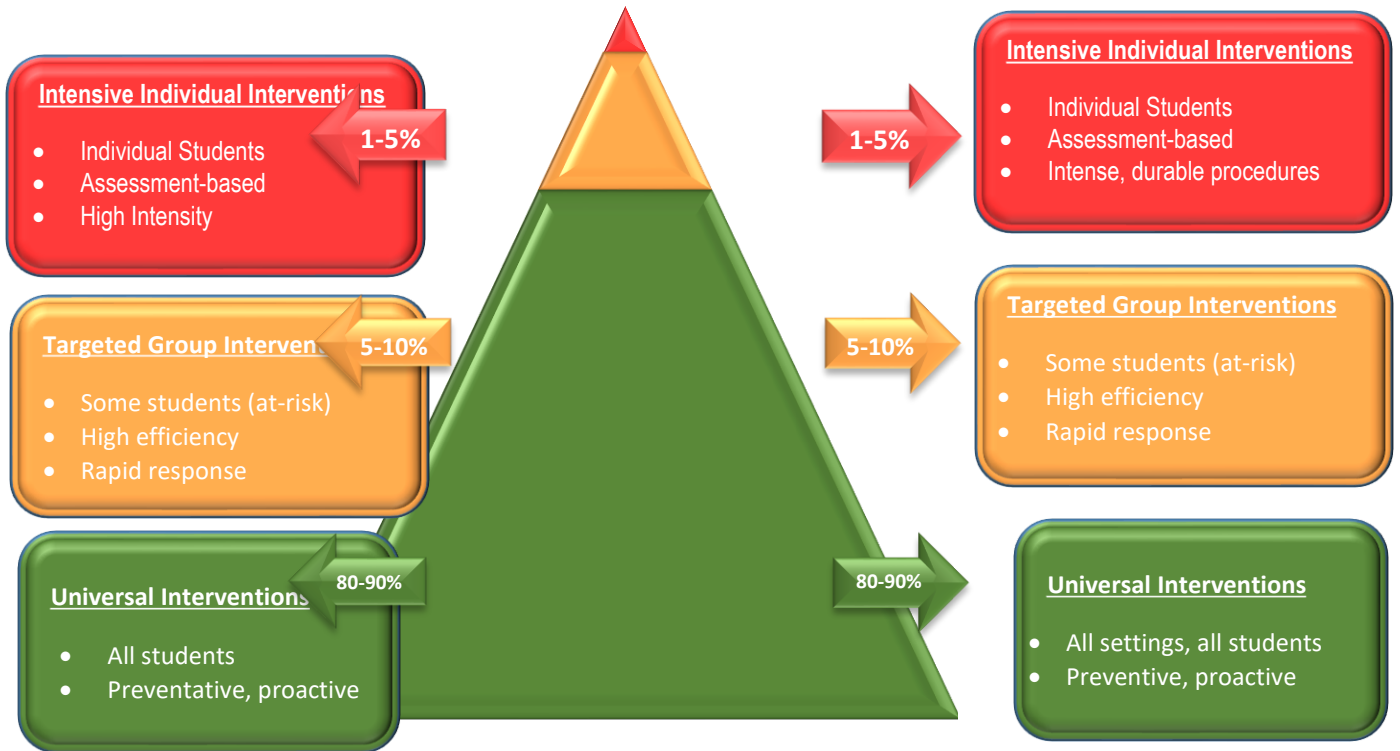 Intensive Individual Interventions
• Individual Students
• Assessment-based
• High Intensity
1-5%
Targeted Group Interven
• Some students (at-risk)
• High efficiency
• Rapid response
5-10%
Universal Interventions
• All students
• Preventative, proactive
80-90%
1-5%
Intensive Individual Interventions
• Individual Students
• Assessment-based
• Intense, durable procedures
5-10%
Targeted Group Interventions
• Some students (at-risk)
• High efficiency
• Rapid response
80-90%
Universal Interventions
• All settings, all students
• Preventive, proactive